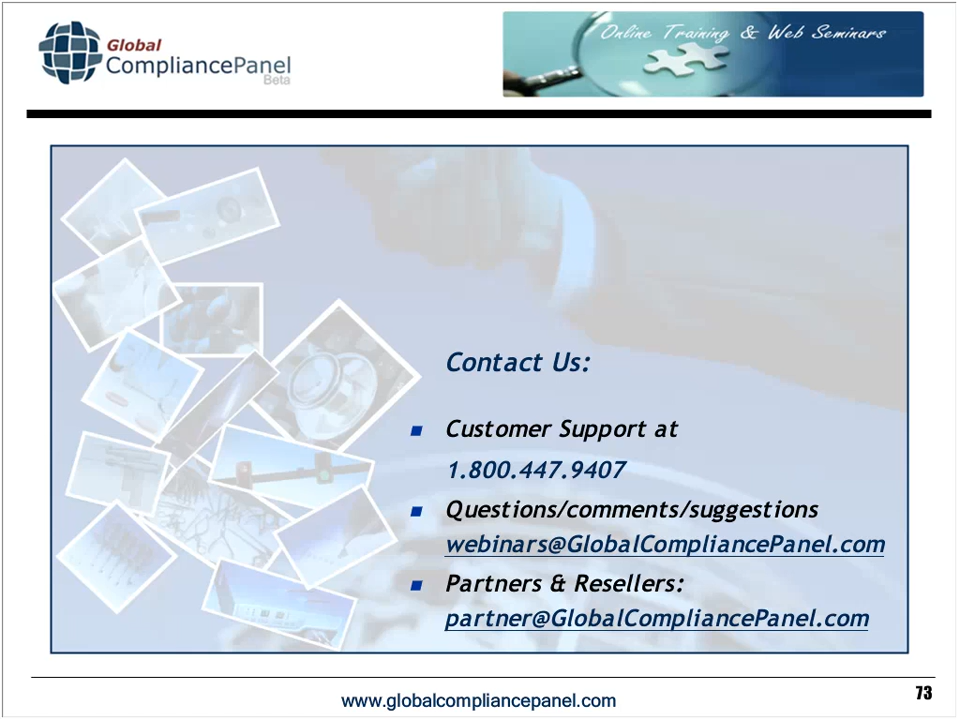 Global
CompliancePanel
Beta
Online Training & Web Seminars
Contact Us:
Customer Support at
1.800.447.9407
Questions/comments/suggestions
webinars@GlobalCompliancePanel.com
Partners & Resellers:
partner@GlobalCompliancePanel.com
www.globalcompliancepanel.com
73